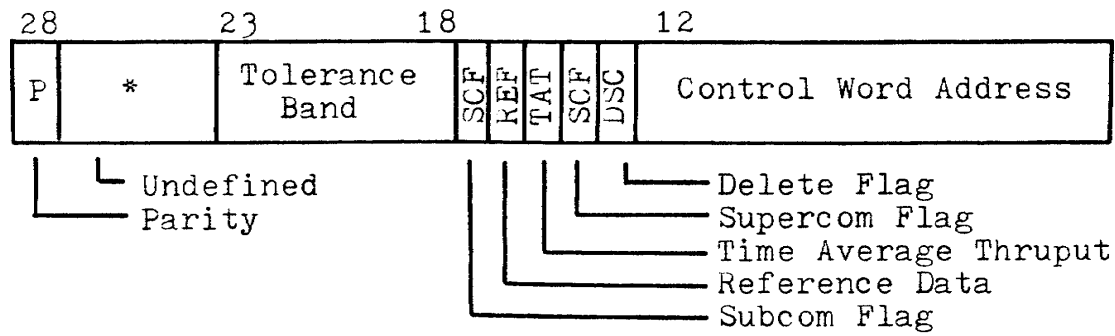 28 23 18 12
P * Tolerance Band SCF REF TAT SCF DSC Control Word Address
Undefined
Parity
Delete Flag
Supercom Flag
Time Average Thruput
Reference Data
Subcom Flag